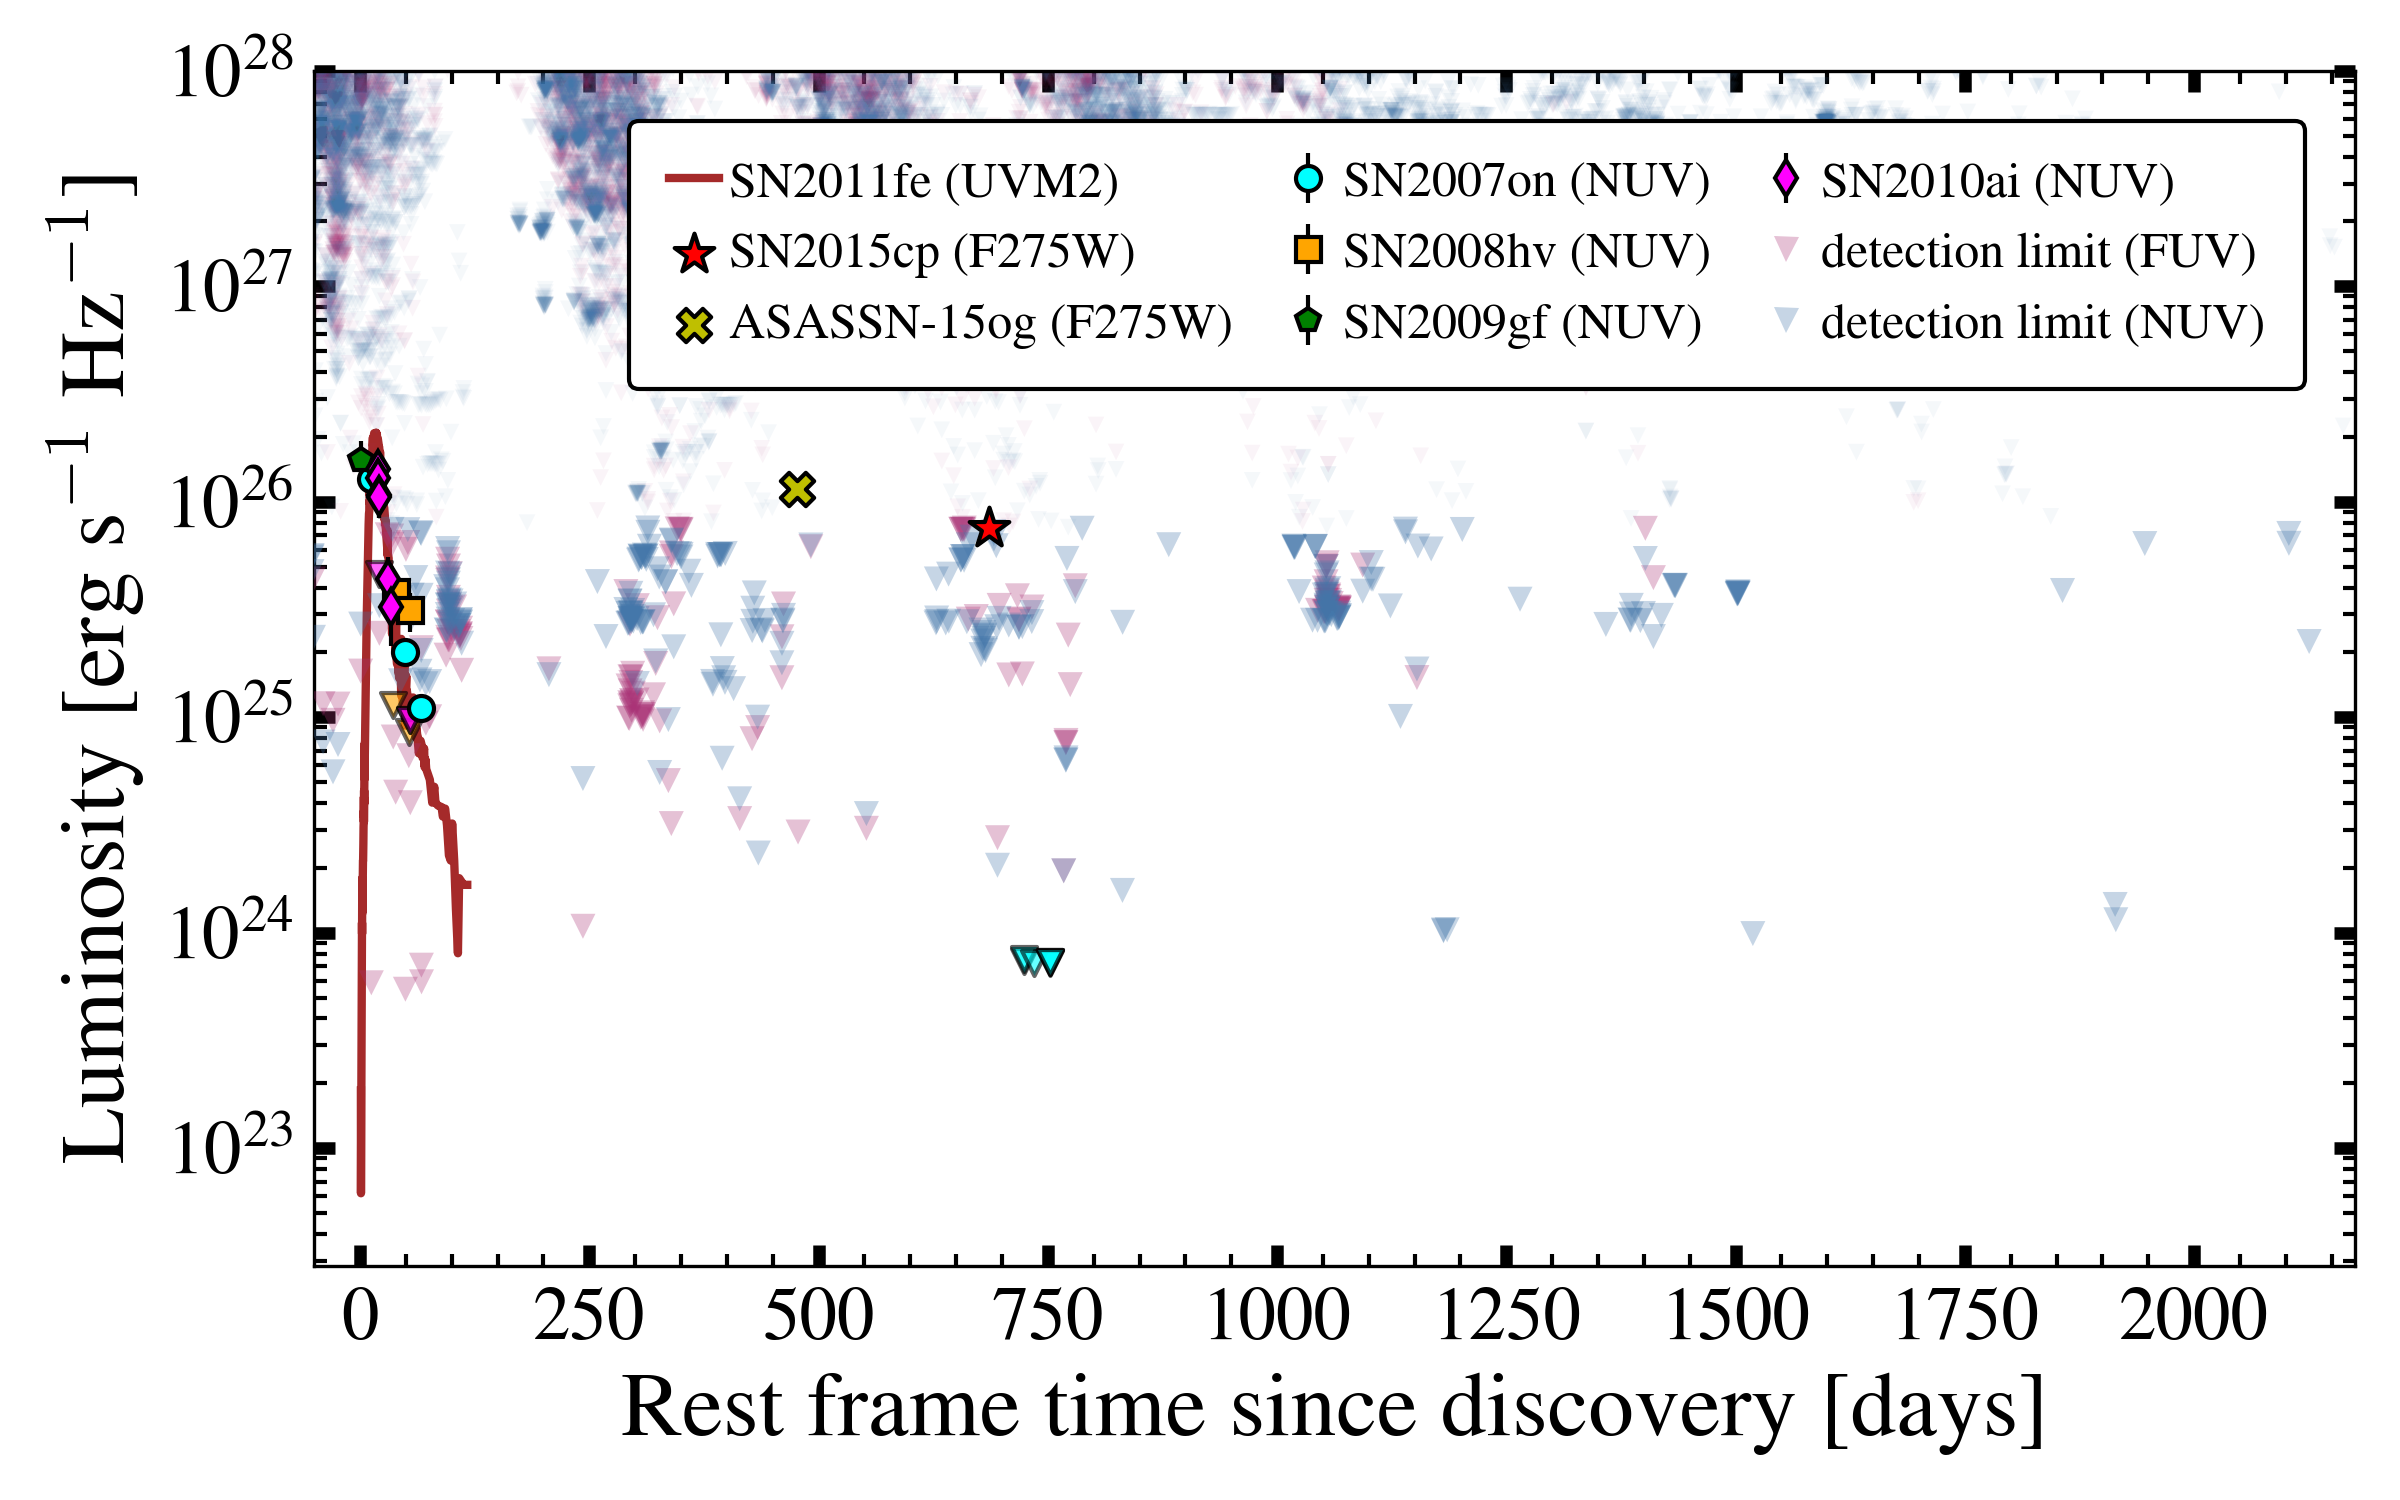 10^28
10^27
10^26
10^25
10^24
10^23
Luminosity [erg s^−1 Hz^−1]
SN2011fe (UVM2)
SN2015cp (F275W)
ASASSN-15og (F275W)
SN2007on (NUV)
SN2008hv (NUV)
SN2009gf (NUV)
SN2010ai (NUV)
detection limit (FUV)
detection limit (NUV)
0 250 500 750 1000 1250 1500 1750 2000
Rest frame time since discovery [days]